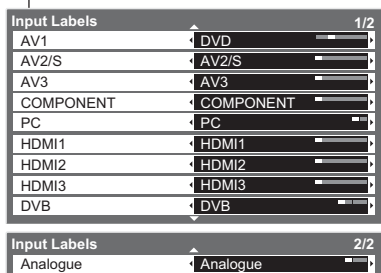 Input Labels 1/2
AV1 DVD
AV2/S AV2/S
AV3 AV3
COMPONENT COMPONENT
PC PC
HDMI1 HDMI1
HDMI2 HDMI2
HDMI3 HDMI3
DVB DVB
Input Labels 2/2
Analogue Analogue